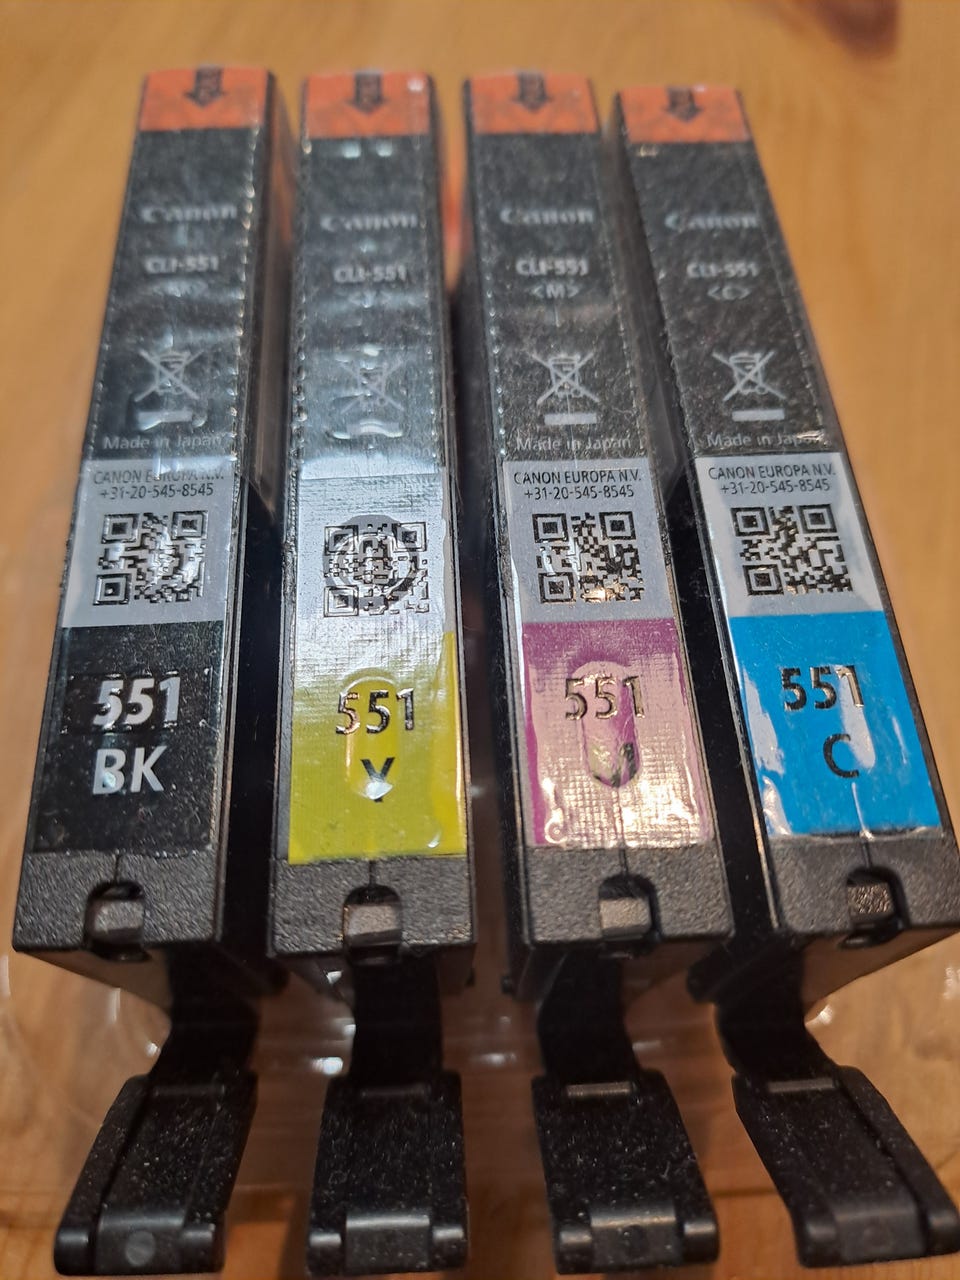 Canon
CLI-551
Made in Japan
CANON EUROPA N.V.
+31-20-545-8545
551
BK
Canon
CLI-551
<Y>
551
Y
Canon
CLI-551
<M>
Made in Japan
CANON EUROPA N.V.
+31-20-545-8545
551
M
Canon
CLI-551
<C>
Made in Japan
CANON EUROPA N.V.
+31-20-545-8545
551
C